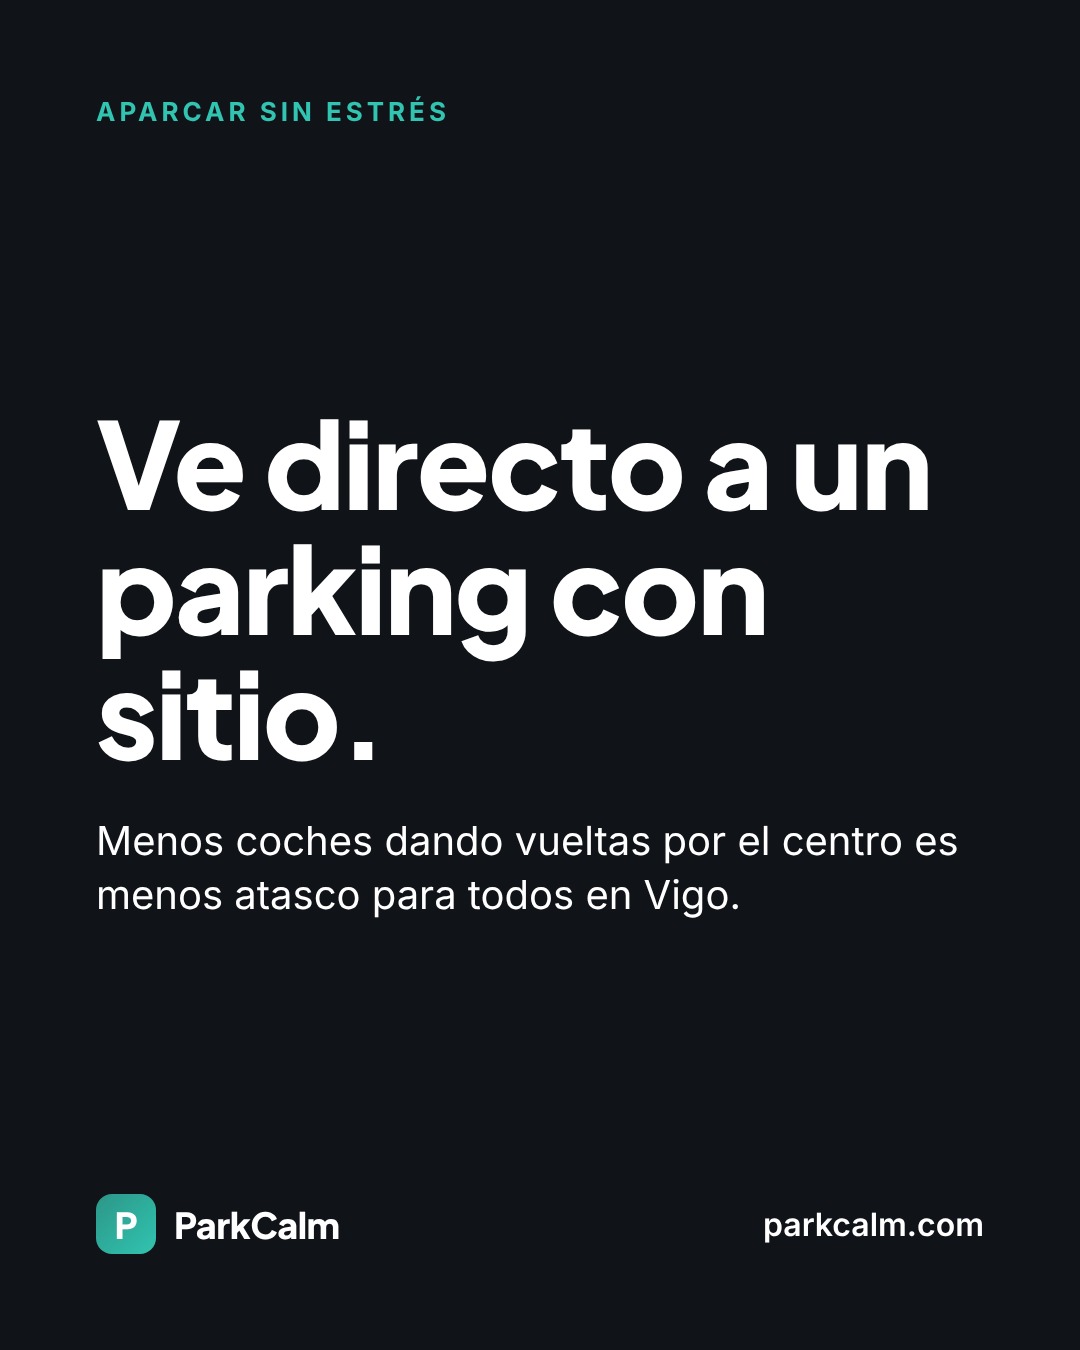 APARCAR SIN ESTRÉS
Ve directo a un
parking con
sitio.
Menos coches dando vueltas por el centro es
menos atasco para todos en Vigo.
P ParkCalm
parkcalm.com